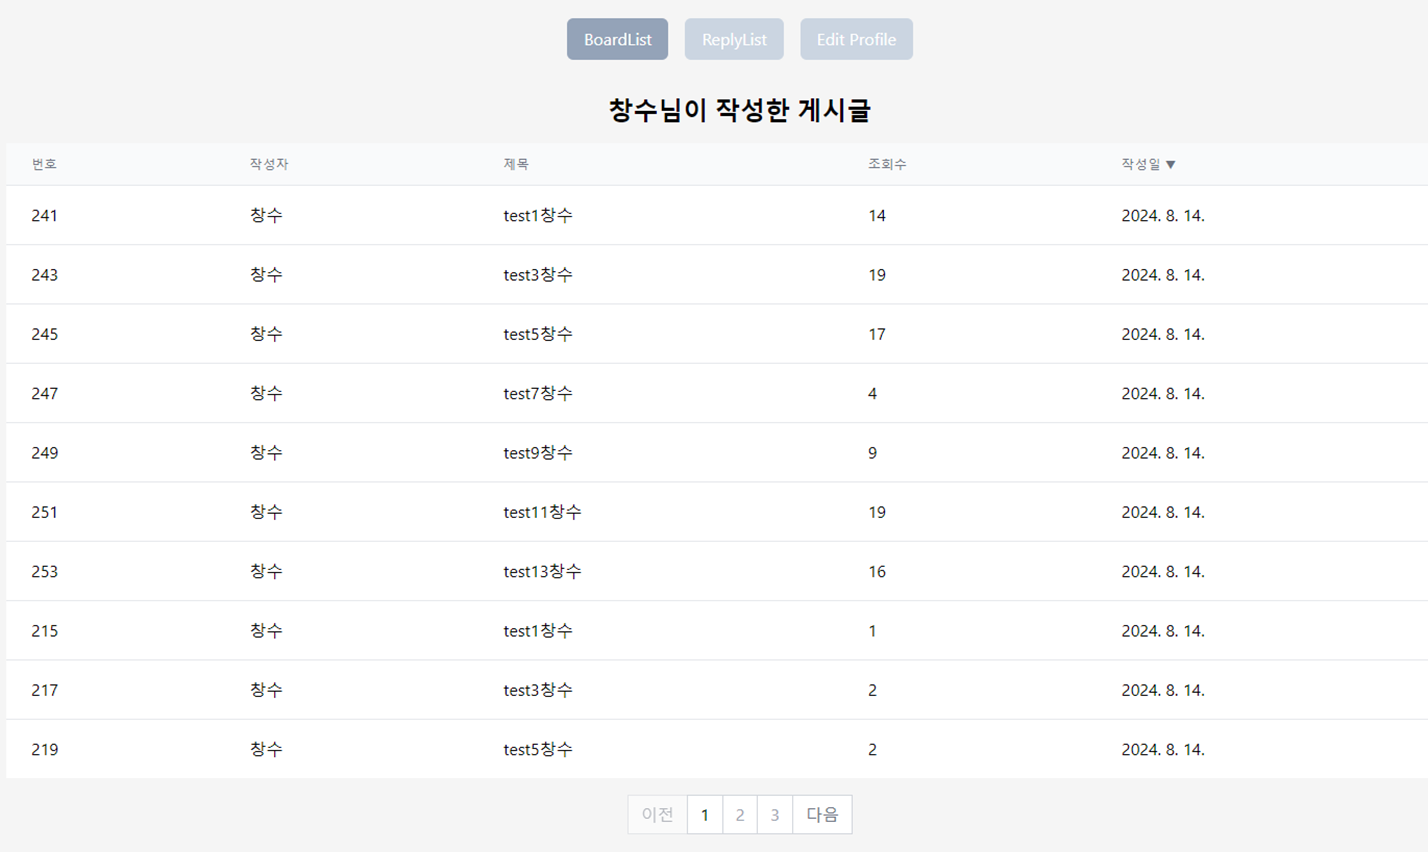 BoardList ReplyList Edit Profile
창수님이 작성한 게시글
번호 작성자 제목 조회수 작성일 ▼
241 창수 test1창수 14 2024. 8. 14.
243 창수 test3창수 19 2024. 8. 14.
245 창수 test5창수 17 2024. 8. 14.
247 창수 test7창수 4 2024. 8. 14.
249 창수 test9창수 9 2024. 8. 14.
251 창수 test11창수 19 2024. 8. 14.
253 창수 test13창수 16 2024. 8. 14.
215 창수 test1창수 1 2024. 8. 14.
217 창수 test3창수 2 2024. 8. 14.
219 창수 test5창수 2 2024. 8. 14.
이전 1 2 3 다음